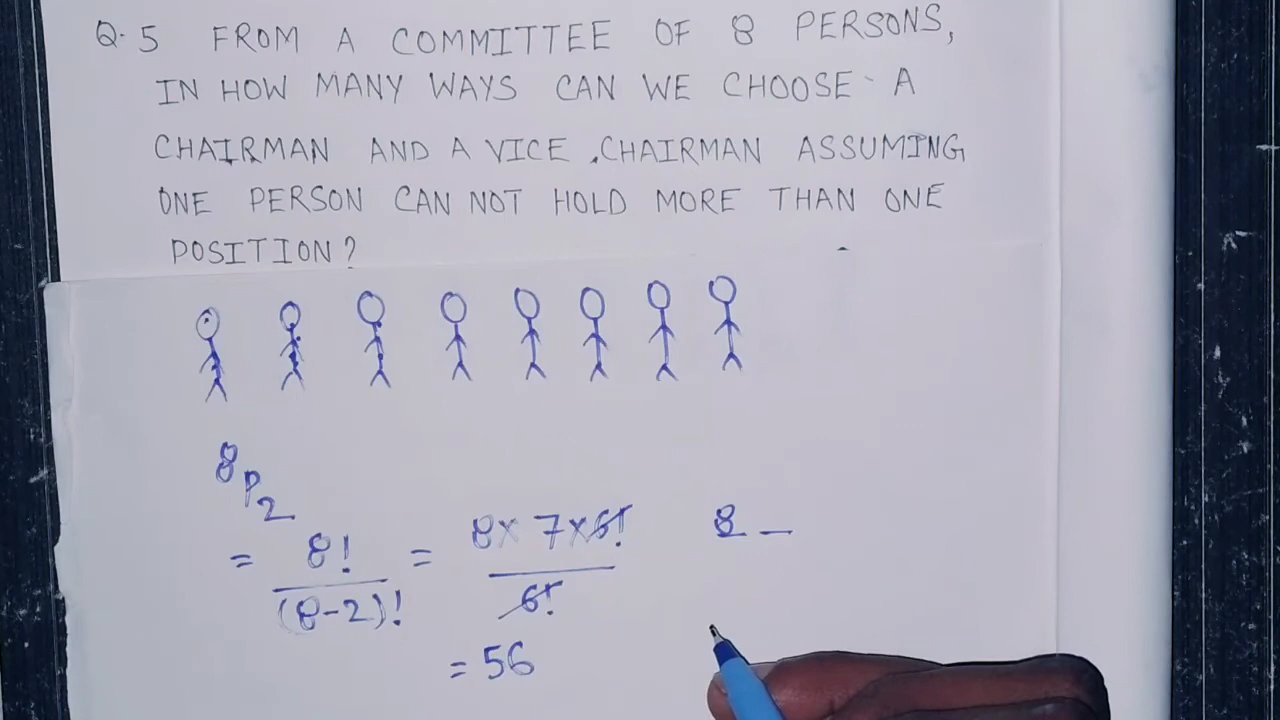 Q. 5 FROM A COMMITTEE OF 8 PERSONS,
IN HOW MANY WAYS CAN WE CHOOSE A
CHAIRMAN AND A VICE CHAIRMAN ASSUMING
ONE PERSON CAN NOT HOLD MORE THAN ONE
POSITION?
8P2
= 8!/(8-2)! = 8 × 7 × 6!/6! 8 _
= 56